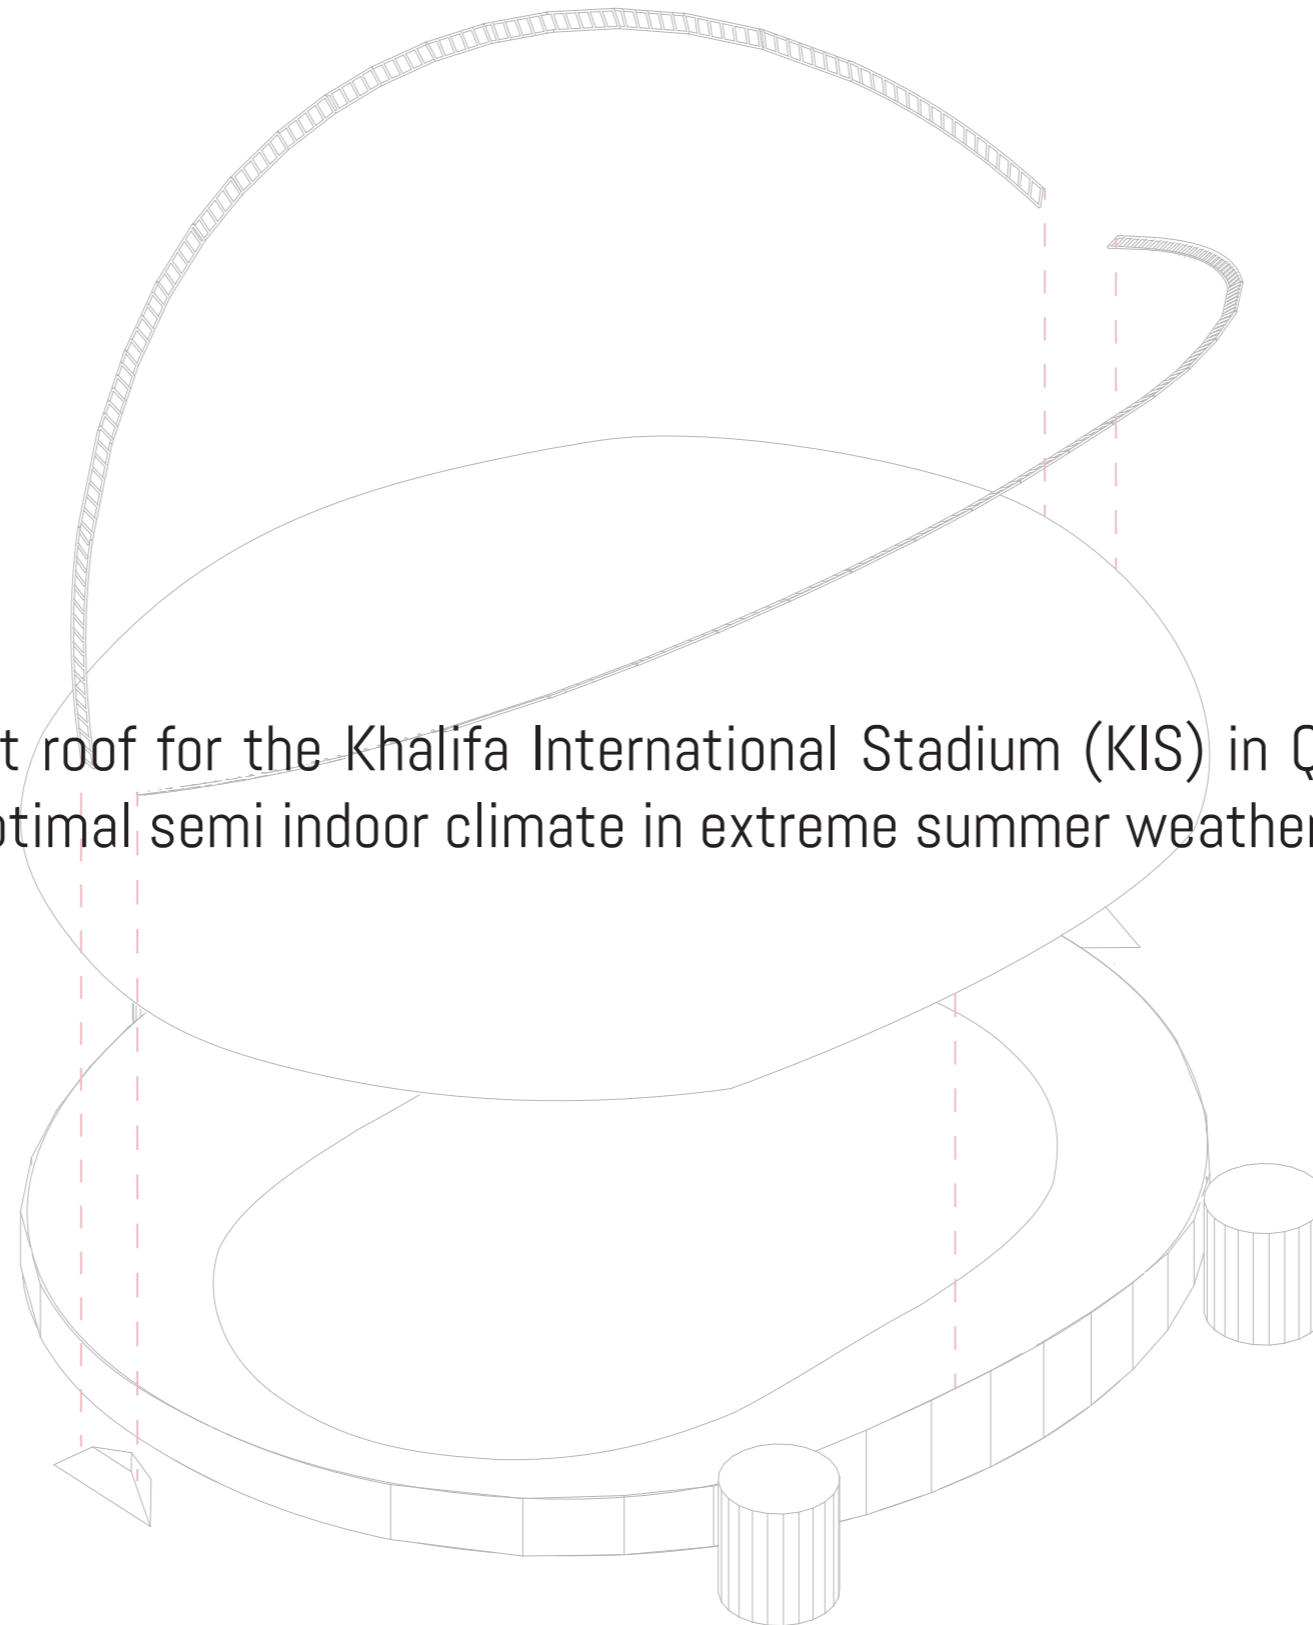 t roof for the Khalifa International Stadium (KIS) in Q
ptimal semi indoor climate in extreme summer weather